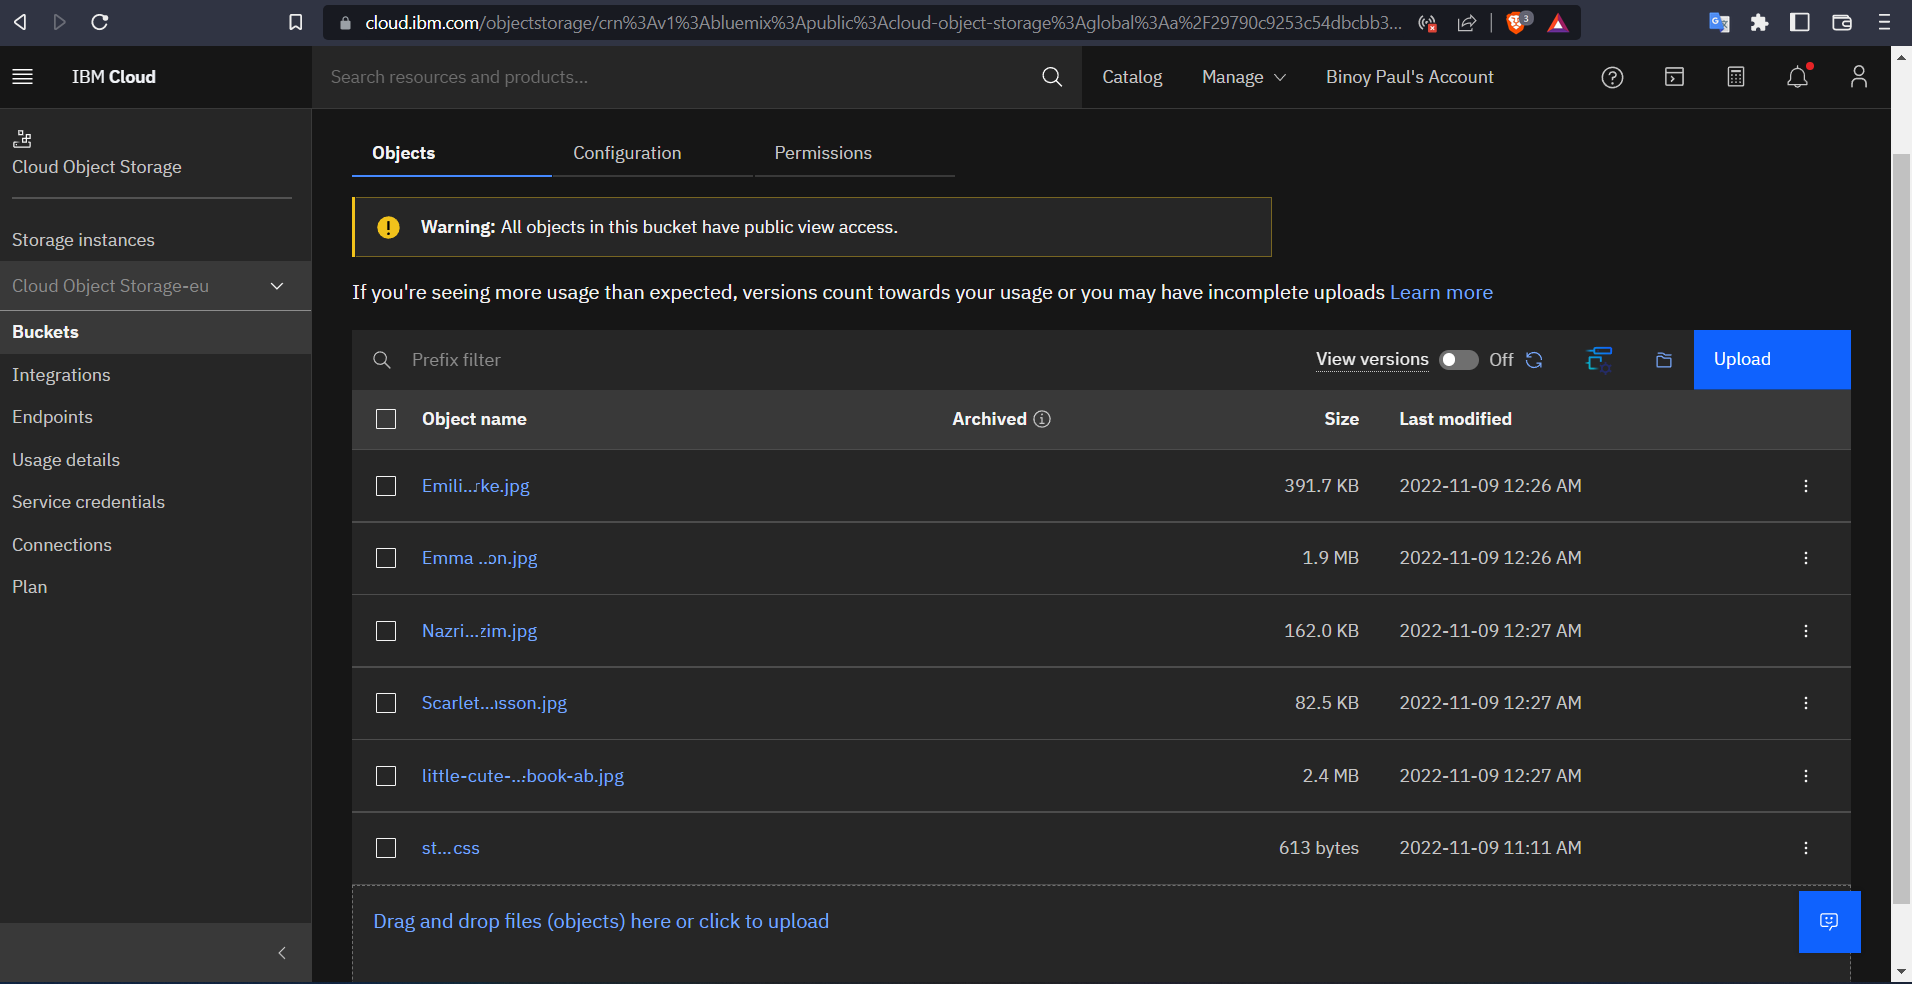 cloud.ibm.com/objectstorage/crn%3Av1%3Abluemix%3Apublic%3Acloud-object-storage%3Aglobal%3Aa%2F29790c9253c54dbcbb3...
3
IBM Cloud
Search resources and products...
Catalog
Manage
Binoy Paul's Account
Cloud Object Storage
Storage instances
Cloud Object Storage-eu
Buckets
Integrations
Endpoints
Usage details
Service credentials
Connections
Plan
Objects
Configuration
Permissions
Warning: All objects in this bucket have public view access.
If you're seeing more usage than expected, versions count towards your usage or you may have incomplete uploads Learn more
Prefix filter
View versions
Off
Upload
Object name
Archived
Size
Last modified
Emili...rke.jpg
391.7 KB
2022-11-09 12:26 AM
Emma ...on.jpg
1.9 MB
2022-11-09 12:26 AM
Nazri...zim.jpg
162.0 KB
2022-11-09 12:27 AM
Scarlet...nsson.jpg
82.5 KB
2022-11-09 12:27 AM
little-cute-...-book-ab.jpg
2.4 MB
2022-11-09 12:27 AM
st...css
613 bytes
2022-11-09 11:11 AM
Drag and drop files (objects) here or click to upload